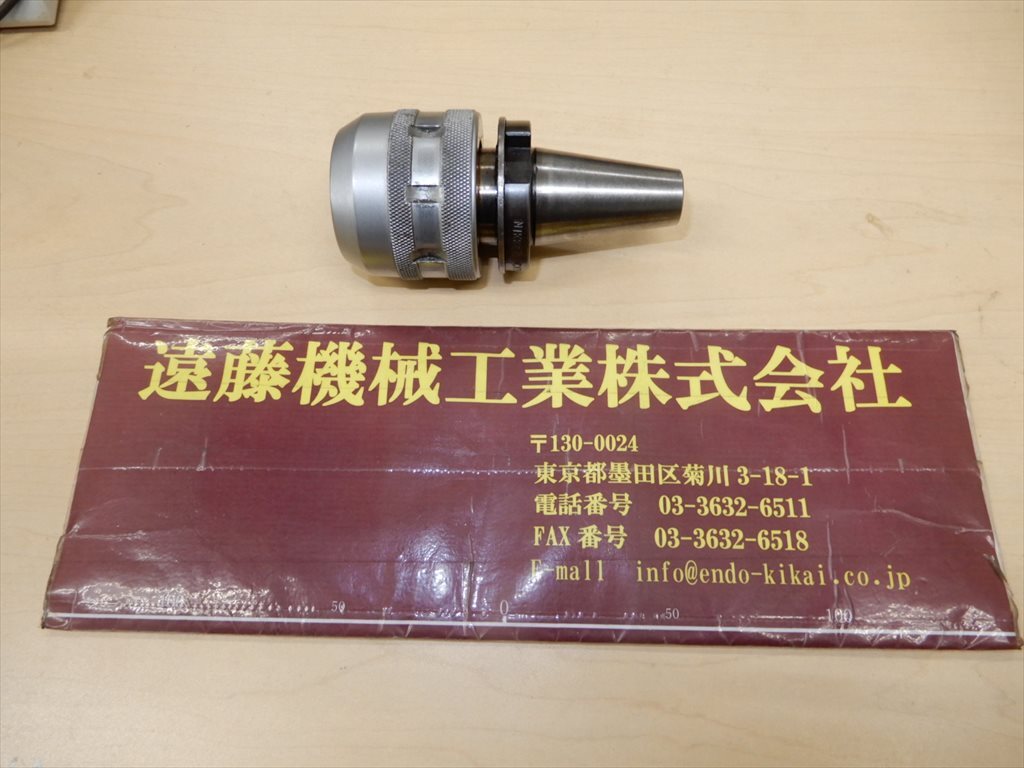 遠藤機械工業株式会社
〒130-0024
東京都墨田区菊川 3-18-1
電話番号 03-3632-6511
FAX 番号 03-3632-6518
E-mall info@endo-kikai.co.jp
100 50 0 50 100